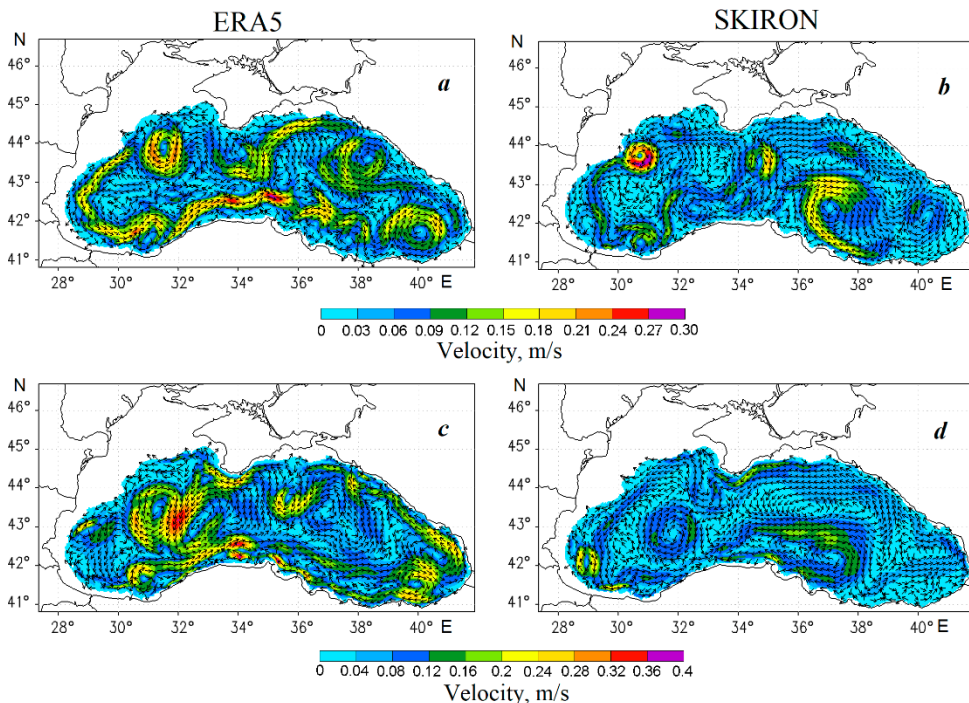 ERA5 SKIRON
N N
46° 46°
a b
45° 45°
44° 44°
43° 43°
42° 42°
41° 41°
28° 30° 32° 34° 36° 38° 40° E 28° 30° 32° 34° 36° 38° 40° E
0 0.03 0.06 0.09 0.12 0.15 0.18 0.21 0.24 0.27 0.30
Velocity, m/s
N N
46° 46°
c d
45° 45°
44° 44°
43° 43°
42° 42°
41° 41°
28° 30° 32° 34° 36° 38° 40° E 28° 30° 32° 34° 36° 38° 40° E
0 0.04 0.08 0.12 0.16 0.2 0.24 0.28 0.32 0.36 0.4
Velocity, m/s